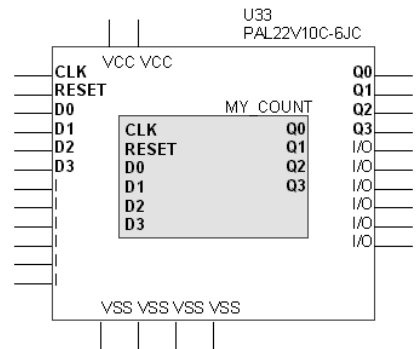 U33
PAL22V10C-6JC
VCC VCC
CLK Q0
RESET Q1
D0 Q2
D1 Q3
D2 I/O
D3 I/O
I I/O
I I/O
I I/O
I I/O
I
I
MY_COUNT
CLK Q0
RESET Q1
D0 Q2
D1 Q3
D2
D3
VSS VSS VSS VSS